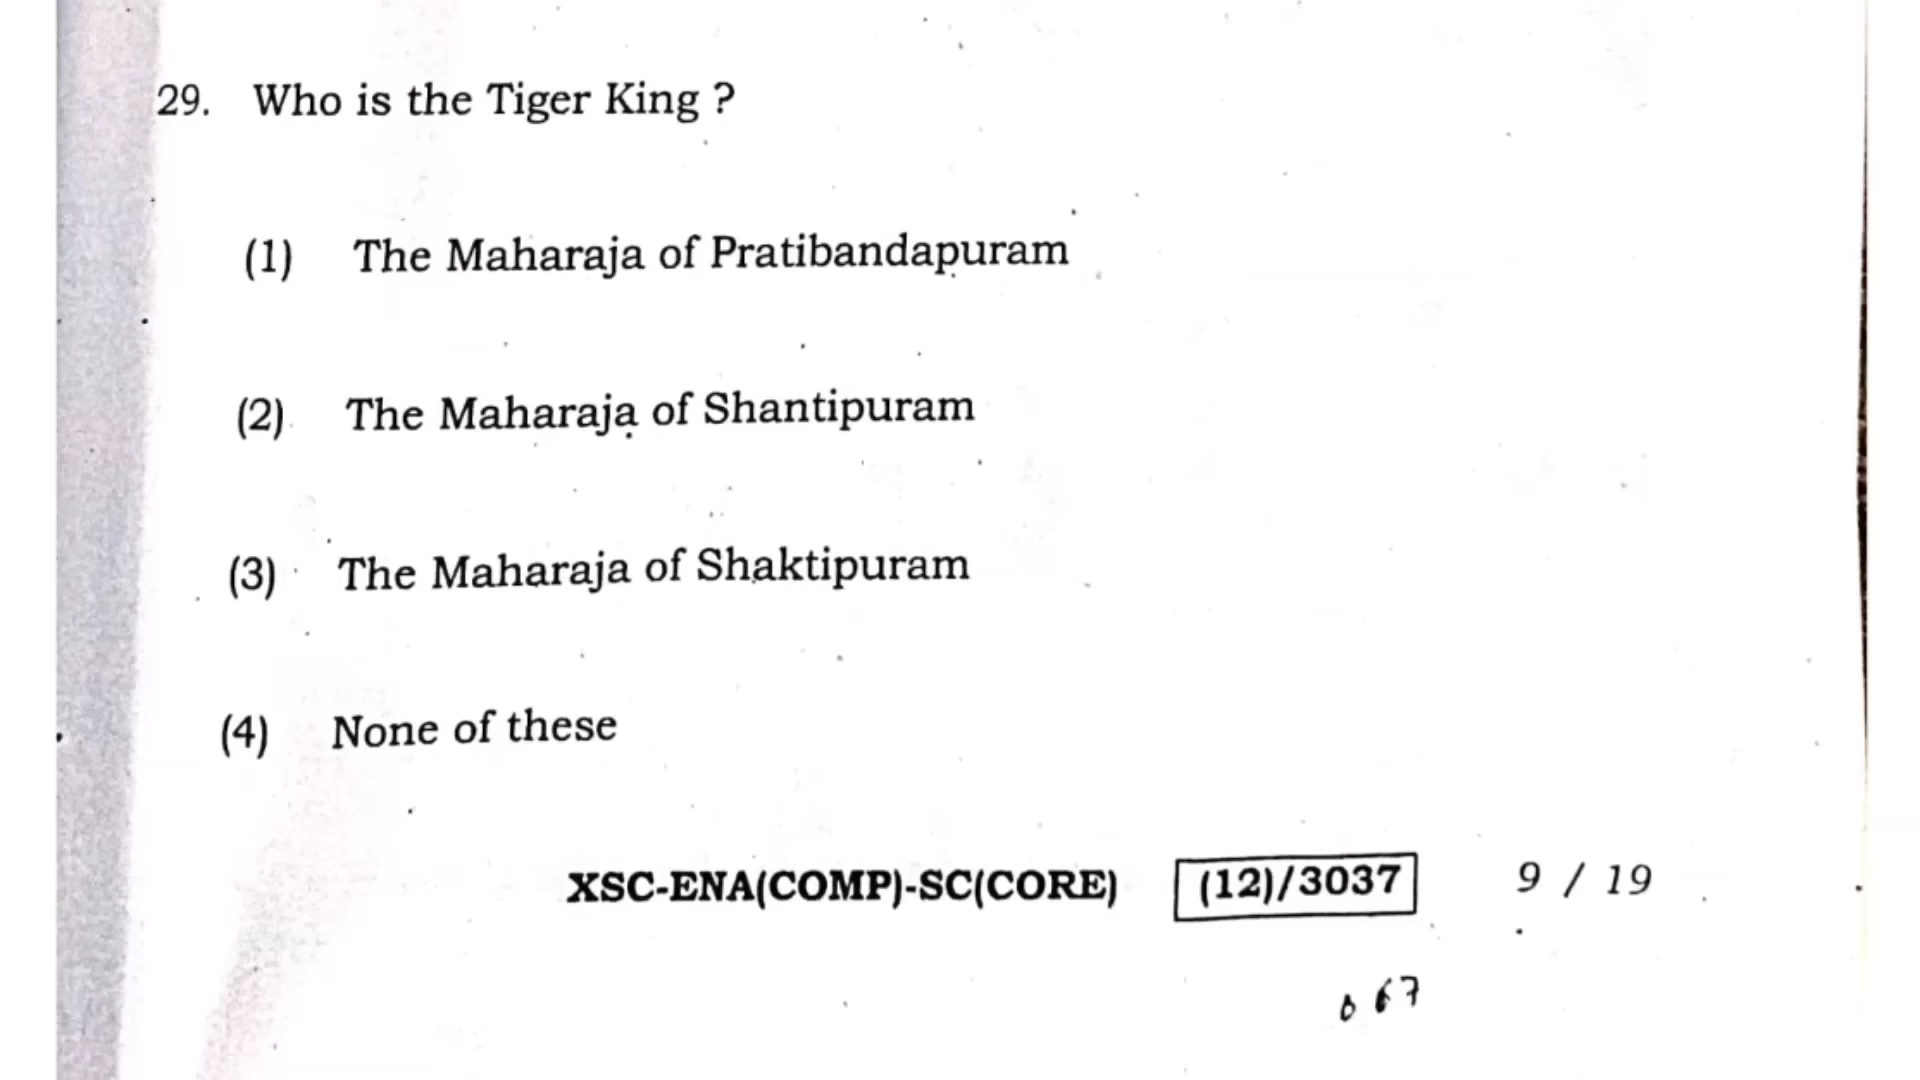 29. Who is the Tiger King ?
(1) The Maharaja of Pratibandapuram
(2) The Maharaja of Shantipuram
(3) The Maharaja of Shaktipuram
(4) None of these
XSC-ENA(COMP)-SC(CORE) (12)/3037 9 / 19
067